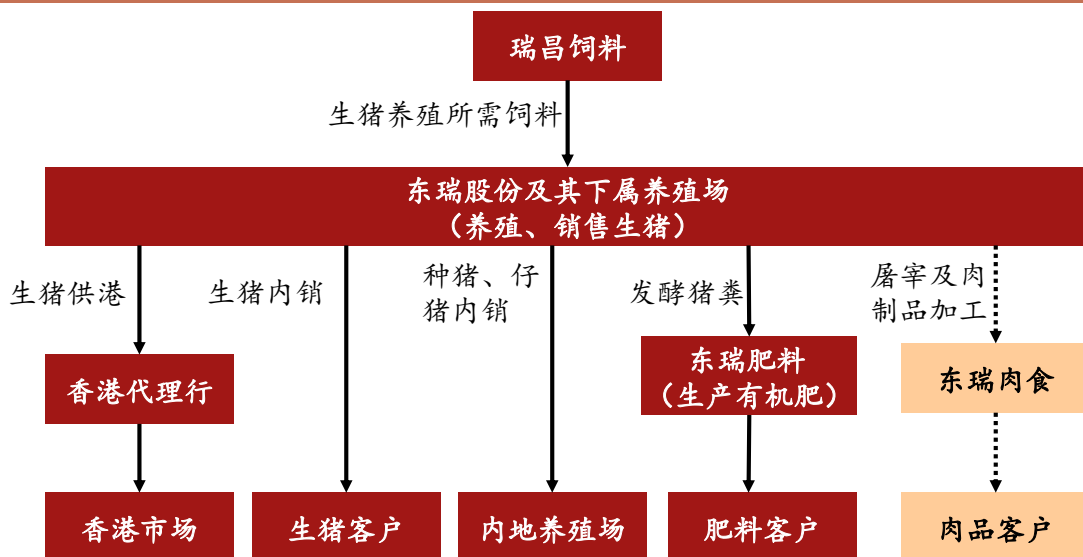 瑞昌饲料
生猪养殖所需饲料
东瑞股份及其下属养殖场
（养殖、销售生猪）
生猪供港
生猪内销
种猪、仔
猪内销
发酵猪粪
屠宰及肉
制品加工
香港代理行
东瑞肥料
（生产有机肥）
东瑞肉食
香港市场
生猪客户
内地养殖场
肥料客户
肉品客户